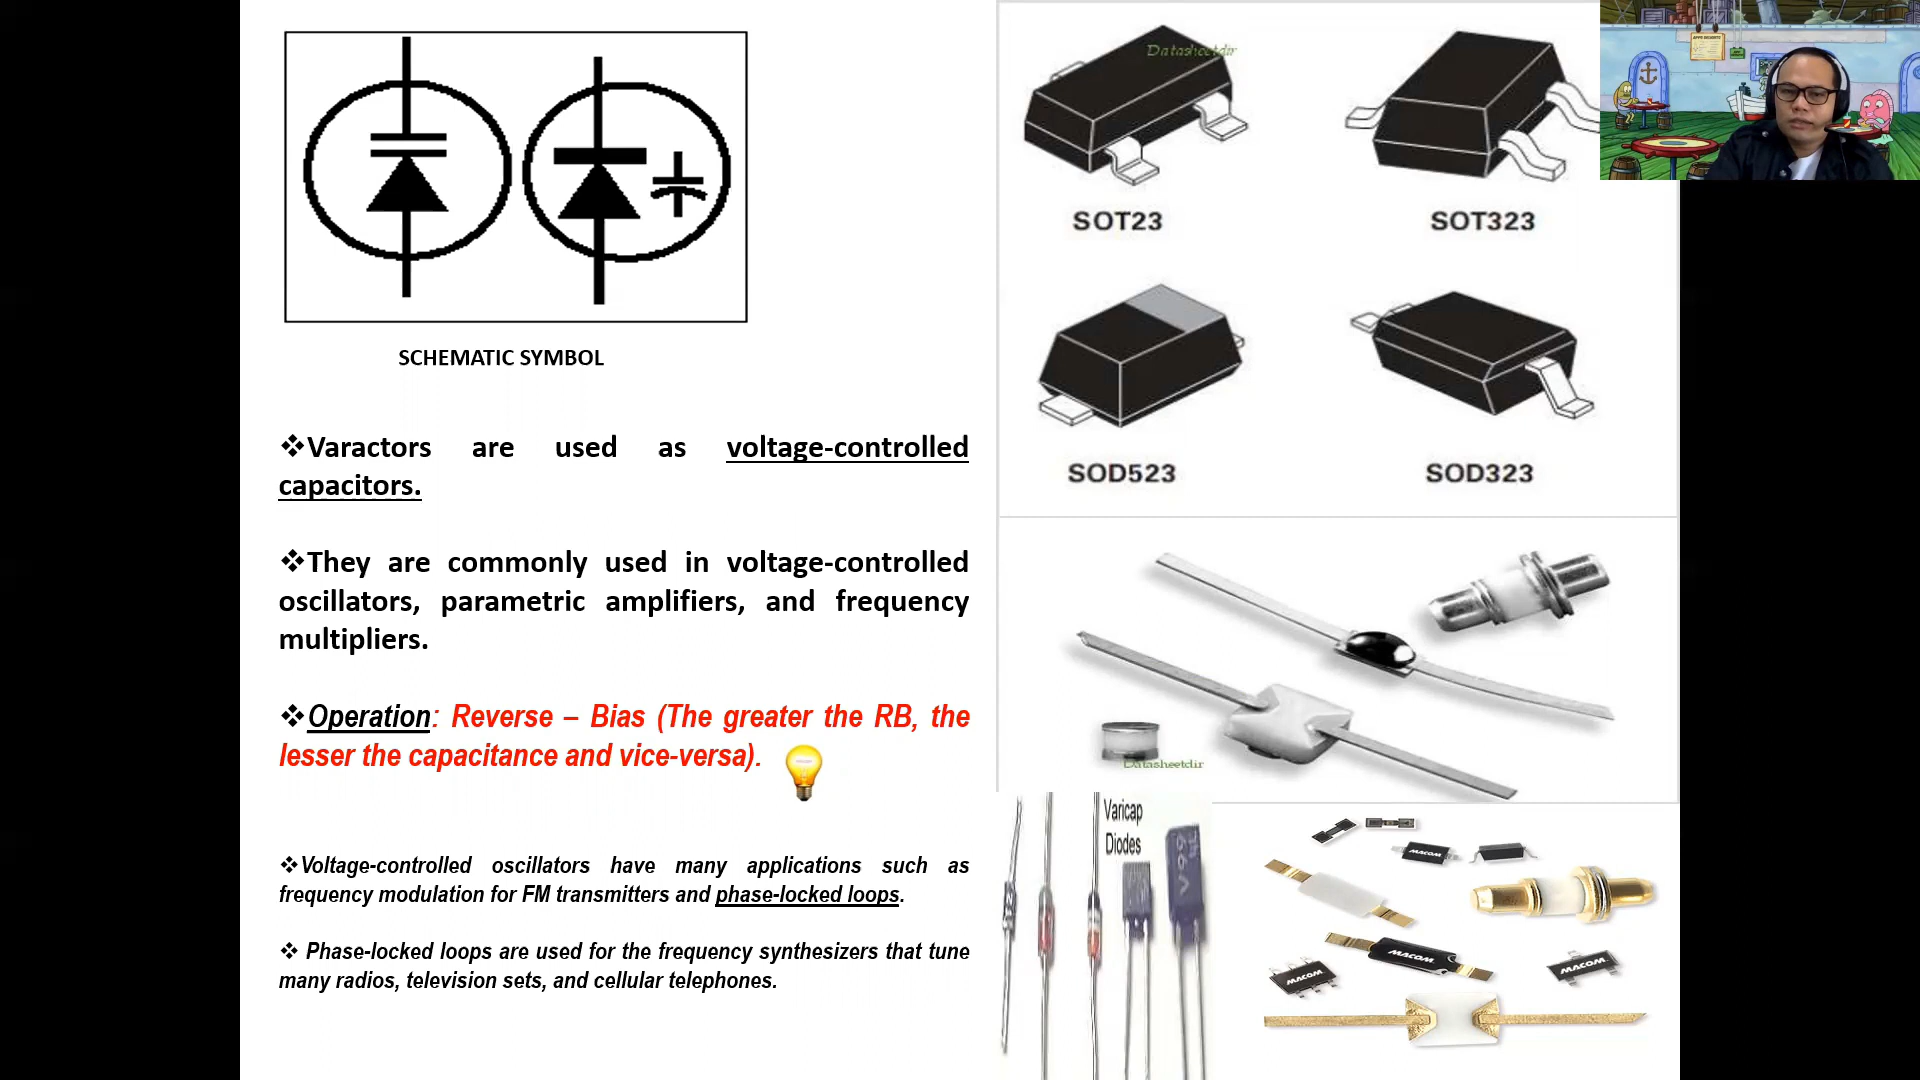 SCHEMATIC SYMBOL
❖Varactors are used as voltage-controlled
capacitors.
❖They are commonly used in voltage-controlled
oscillators, parametric amplifiers, and frequency
multipliers.
❖Operation: Reverse – Bias (The greater the RB, the
lesser the capacitance and vice-versa).
❖Voltage-controlled oscillators have many applications such as
frequency modulation for FM transmitters and phase-locked loops.
❖ Phase-locked loops are used for the frequency synthesizers that tune
many radios, television sets, and cellular telephones.
Datasheetdir
SOT23
SOT323
SOD523
SOD323
Datasheetdir
Varicap
Diodes
MACOM
MACOM
MACOM
MACOM